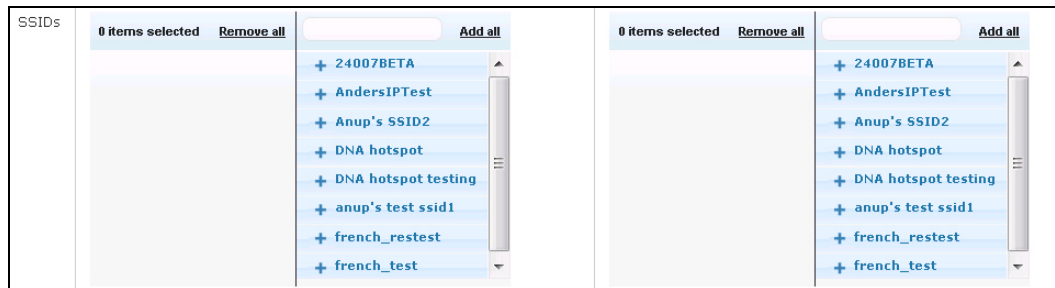 SSIDs
0 items selected Remove all Add all
24007BETA
AndersIPTest
Anup's SSID2
DNA hotspot
DNA hotspot testing
anup's test ssid1
french_restest
french_test
0 items selected Remove all Add all
24007BETA
AndersIPTest
Anup's SSID2
DNA hotspot
DNA hotspot testing
anup's test ssid1
french_restest
french_test